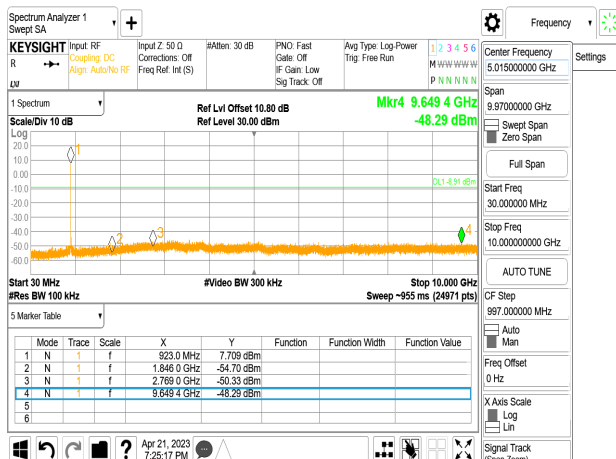 Spectrum Analyzer 1
Swept SA
Frequency
Settings
KEYSIGHT
R
Input: RF
Coupling: DC
Align: Auto/No RF
Input Z: 50 Ω
Corrections: Off
Freq Ref: Int (S)
#Atten: 30 dB
PNO: Fast
Gate: Off
IF Gain: Low
Sig Track: Off
Avg Type: Log-Power
Trig: Free Run
1 2 3 4 5 6
M W W W W W
P N N N N N
1 Spectrum
Scale/Div 10 dB
Ref Lvl Offset 10.80 dB
Ref Level 30.00 dBm
Mkr4 9.649 4 GHz
-48.29 dBm
Log
20.0
10.0
0.00
-10.0
-20.0
-30.0
-40.0
-50.0
-60.0
1
2
3
4
Start 30 MHz
#Res BW 100 kHz
#Video BW 300 kHz
Stop 10.000 GHz
Sweep ~955 ms (24971 pts)
5 Marker Table
Mode Trace Scale X Y Function Function Width Function Value
1 N 1 f 923.0 MHz 7.709 dBm
2 N 1 f 1.846 0 GHz -54.70 dBm
3 N 1 f 2.769 0 GHz -50.33 dBm
4 N 1 f 9.649 4 GHz -48.29 dBm
5
6
Apr 21, 2023
7:25:17 PM
Center Frequency
5.015000000 GHz
Span
9.97000000 GHz
Swept Span
Zero Span
Full Span
Start Freq
30.000000 MHz
Stop Freq
10.000000000 GHz
AUTO TUNE
CF Step
997.000000 MHz
Auto
Man
Freq Offset
0 Hz
X Axis Scale
Log
Lin
Signal Track